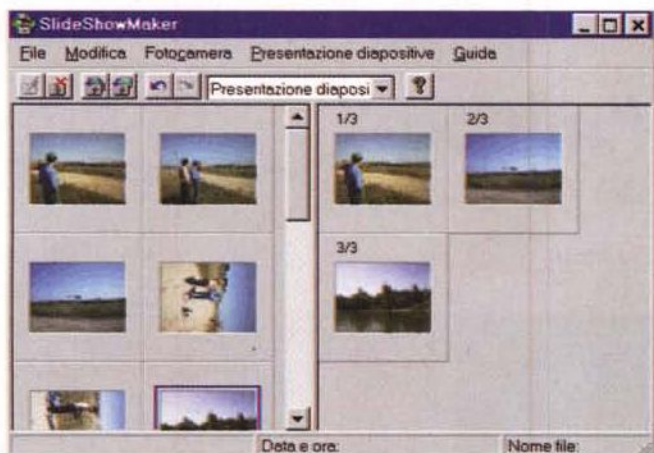 SlideShowMaker
File Modifica Fotocamera Presentazione diapositive Guida
Presentazione diaposi
1/3 2/3
3/3
Data e ora: Nome file: